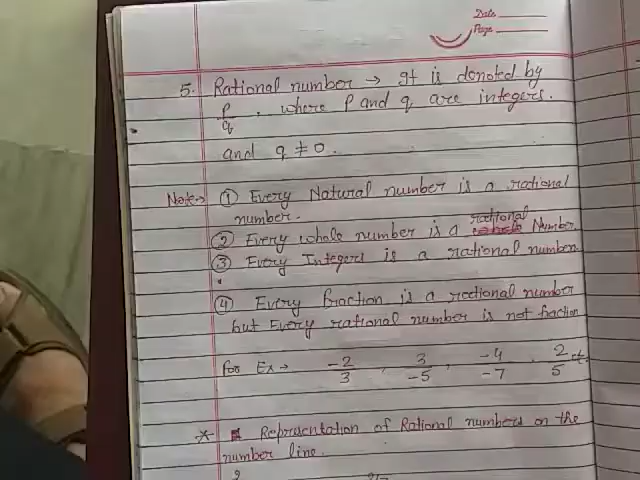 Date
Page
5. Rational number → It is denoted by
p/q , where p and q are integers.
and q ≠ 0.
Note→ ① Every Natural number is a rational
number.
② Every whole number is a rational Number.
③ Every Integers is a rational number.
④ Every fraction is a rational number
but Every rational number is not fraction
for Ex → -2/3 , 3/-5 , -4/-7 , 2/5 etc.
* Representation of Rational numbers on the
number line.